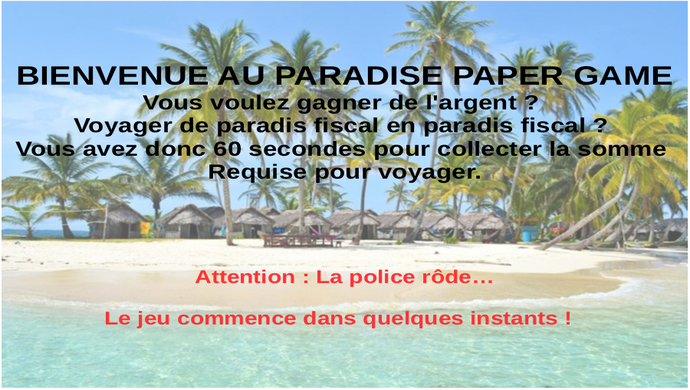 BIENVENUE AU PARADISE PAPER GAME
Vous voulez gagner de l'argent ?
Voyager de paradis fiscal en paradis fiscal ?
Vous avez donc 60 secondes pour collecter la somme
Requise pour voyager.
Attention : La police rôde...
Le jeu commence dans quelques instants !